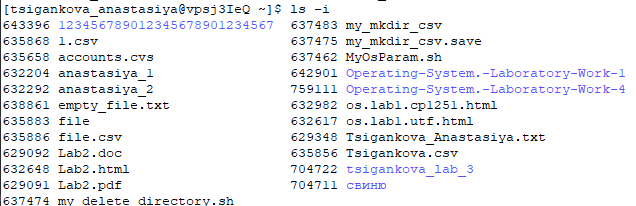 [tsigankova_anastasiya@vpsj3IeQ ~]$ ls -i
643396 123456789012345678901234567 637483 my_mkdir_csv
635868 1.csv 637475 my_mkdir_csv.save
635658 accounts.cvs 637462 MyOsParam.sh
632204 anastasiya_1 642901 Operating-System.-Laboratory-Work-1
632292 anastasiya_2 759111 Operating-System.-Laboratory-Work-4
638861 empty_file.txt 632982 os.lab1.cp1251.html
635883 file 632617 os.lab1.utf.html
635886 file.csv 629348 Tsigankova_Anastasiya.txt
629092 Lab2.doc 635856 Tsigankova.csv
632648 Lab2.html 704722 tsigankova_lab_3
629091 Lab2.pdf 704711 свиню
637474 my_delete_directory.sh